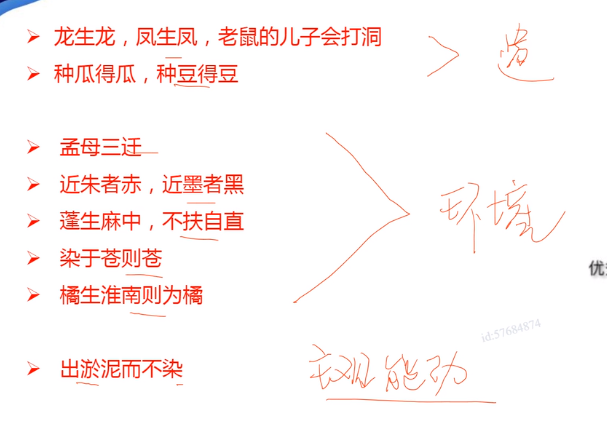 龙生龙，凤生凤，老鼠的儿子会打洞
种瓜得瓜，种豆得豆
遗
孟母三迁
近朱者赤，近墨者黑
蓬生麻中，不扶自直
染于苍则苍
橘生淮南则为橘
环境
优
id:57684874
出淤泥而不染
主观能动